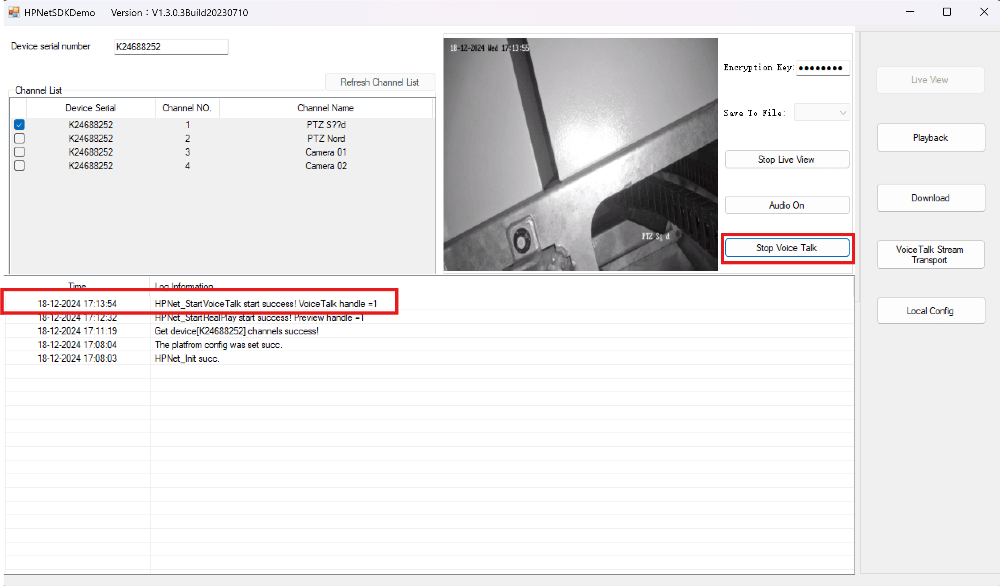 HPNetSDKDemo Version：V1.3.0.3Build20230710
Device serial number K24688252
Refresh Channel List
Channel List
Device Serial Channel NO. Channel Name
K24688252 1 PTZ S??d
K24688252 2 PTZ Nord
K24688252 3 Camera 01
K24688252 4 Camera 02
18-12-2024 Wed 17:13:55
PTZ Sy d
Encryption Key:
Save To File:
Stop Live View
Audio On
Stop Voice Talk
Live View
Playback
Download
VoiceTalk Stream
Transport
Local Config
Time Log Information
18-12-2024 17:13:54 HPNet_StartVoiceTalk start success! VoiceTalk handle =1
18-12-2024 17:12:32 HPNet_StartRealPlay start success! Preview handle =1
18-12-2024 17:11:19 Get device[K24688252] channels success!
18-12-2024 17:08:04 The platfrom config was set succ.
18-12-2024 17:08:03 HPNet_Init succ.